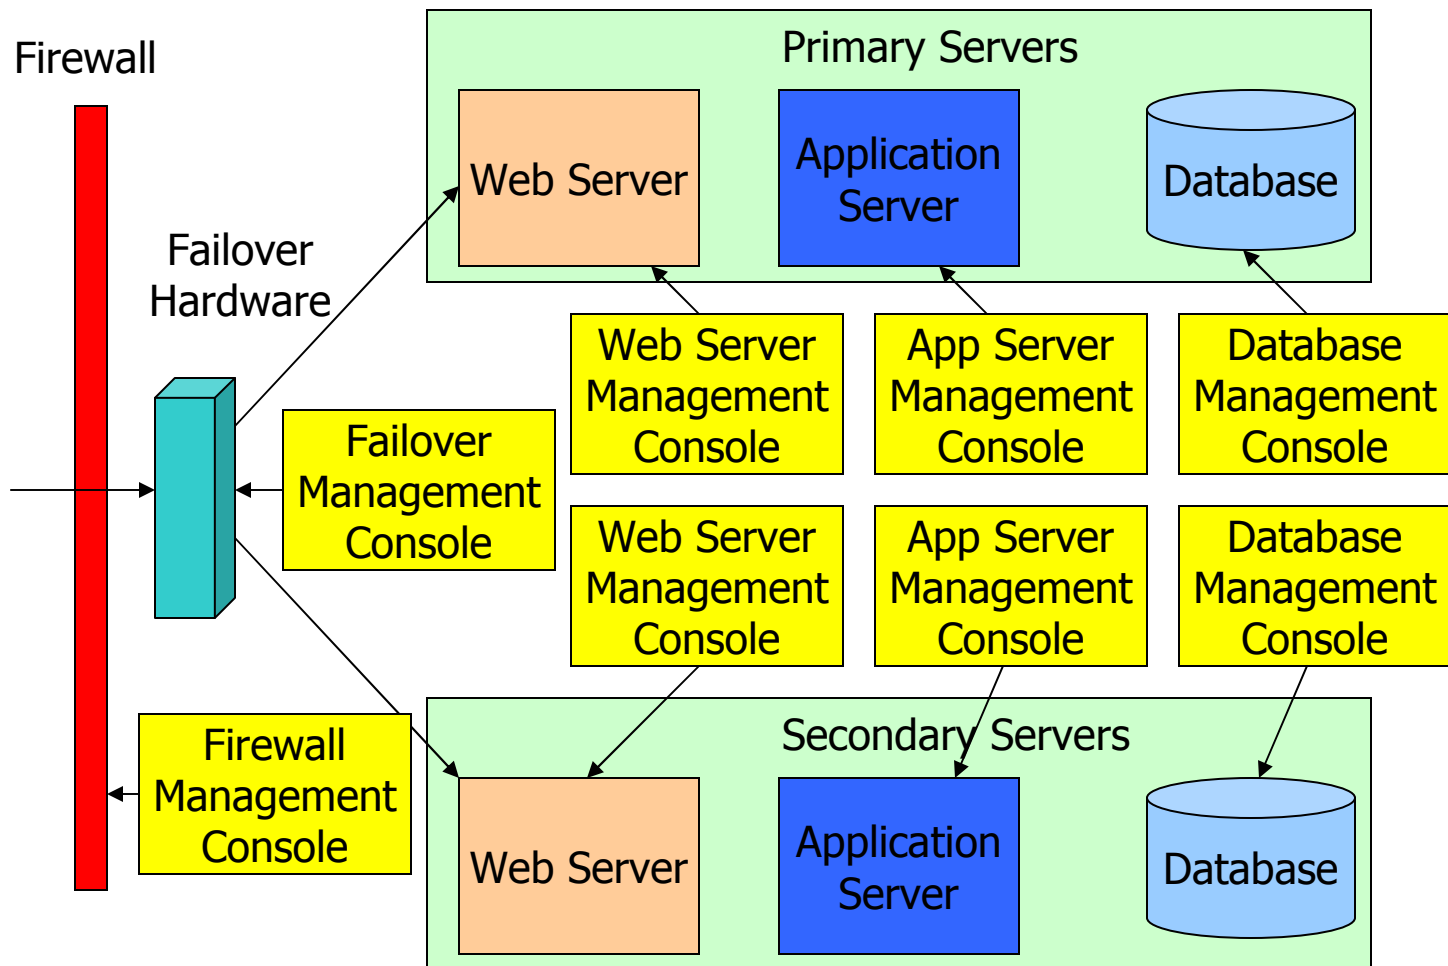 Firewall
Primary Servers
Web Server
Application
Server
Database
Failover
Hardware
Web Server
Management
Console
App Server
Management
Console
Database
Management
Console
Failover
Management
Console
Web Server
Management
Console
App Server
Management
Console
Database
Management
Console
Firewall
Management
Console
Secondary Servers
Web Server
Application
Server
Database